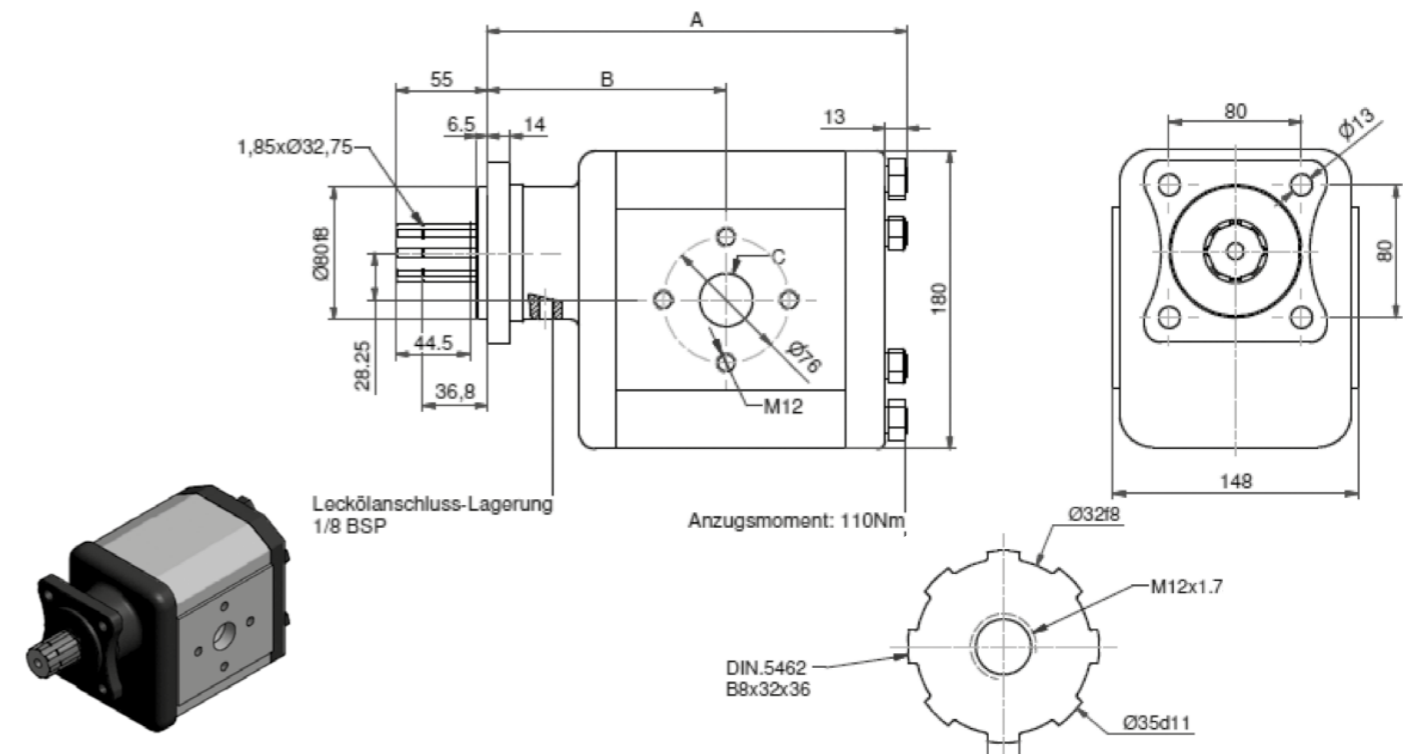 A
55
B
6.5
14
13
1,85xØ32,75
Ø80f8
C
180
44.5
28.25
Ø76
36,8
M12
80
Ø13
80
148
Leckölanschluss-Lagerung
1/8 BSP
Anzugsmoment: 110Nm
Ø32f8
M12x1.7
DIN.5462
B8x32x36
Ø35d11